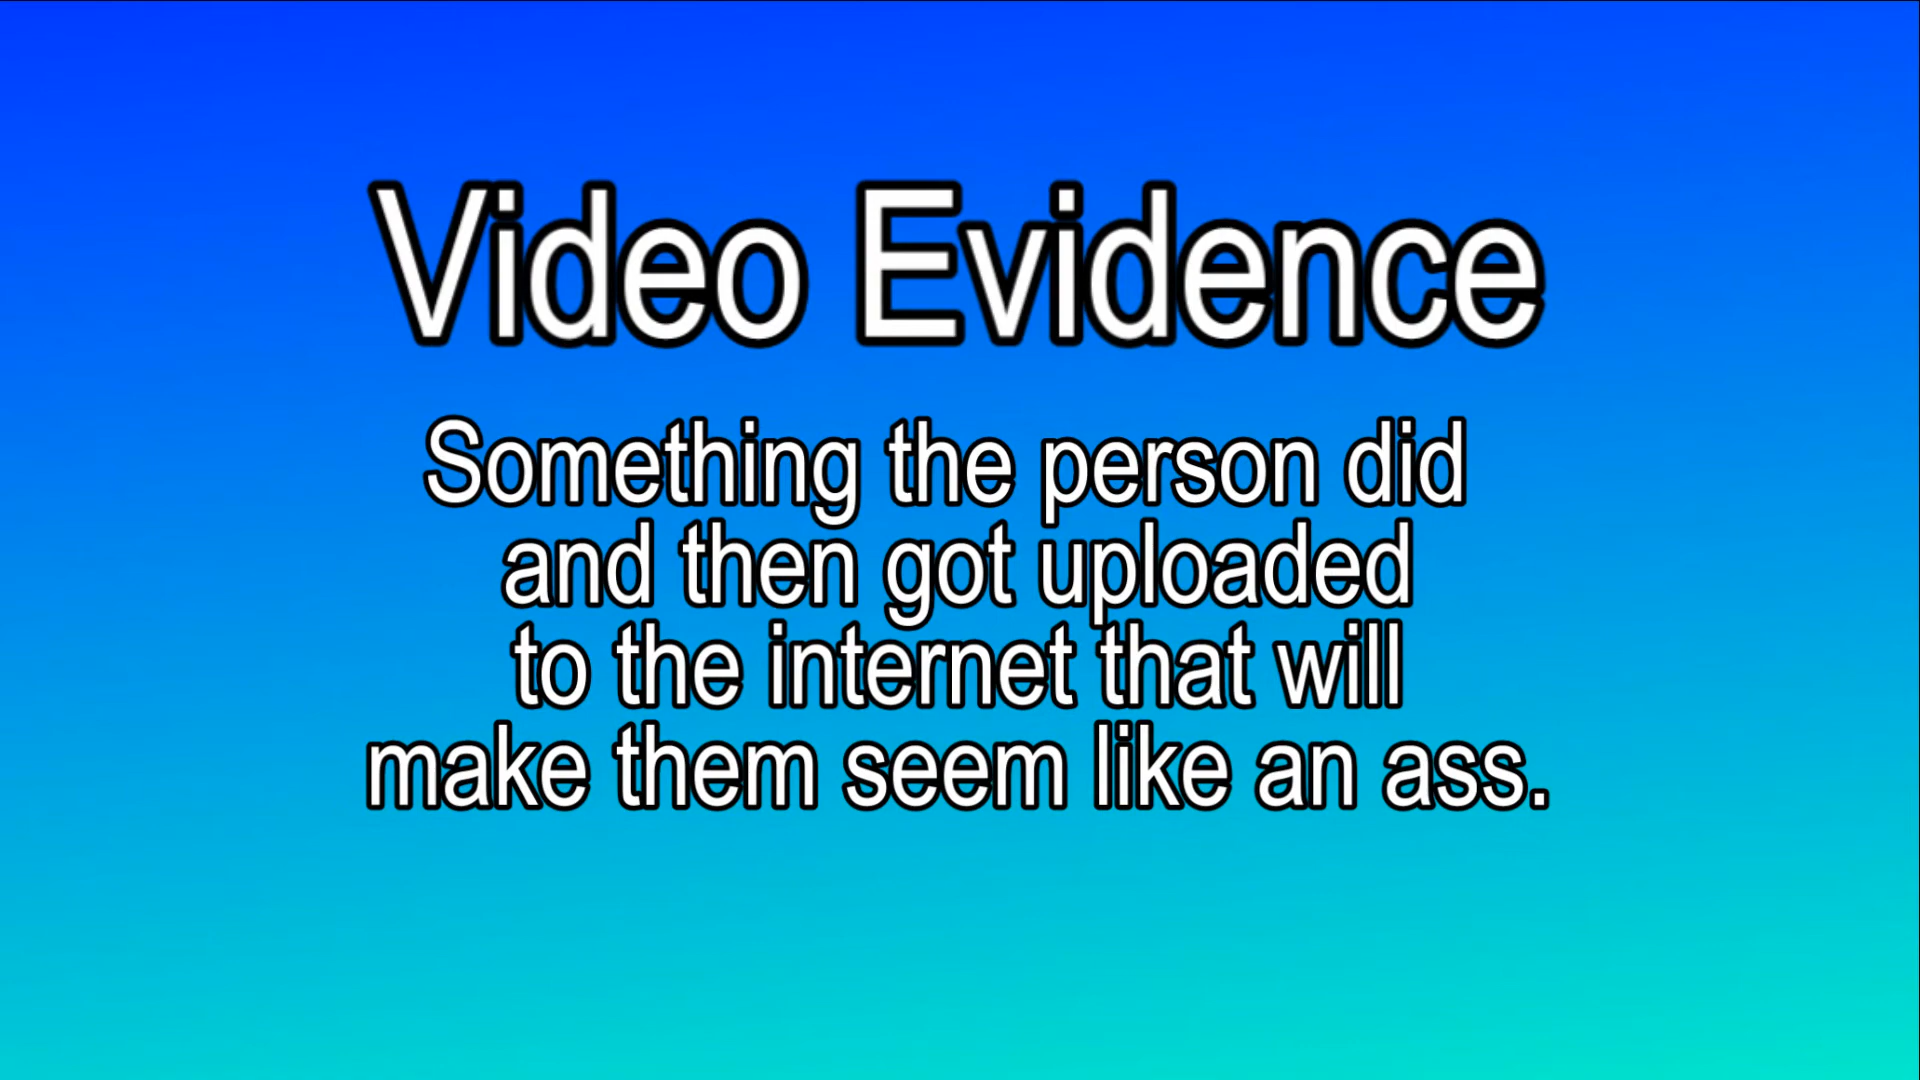 Video Evidence
Something the person did
and then got uploaded
to the internet that will
make them seem like an ass.